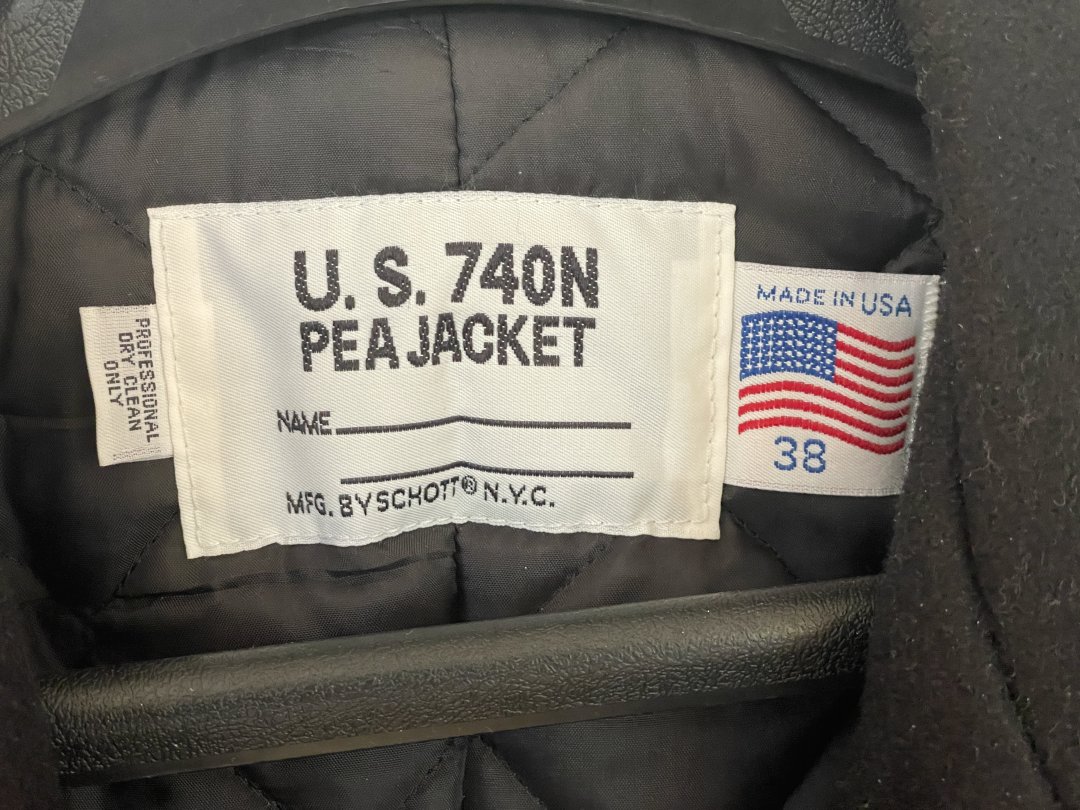 U. S. 740N
PEA JACKET
NAME
MFG. BY SCHOTT® N.Y.C.
PROFESSIONAL
DRY CLEAN
ONLY
MADE IN USA
38